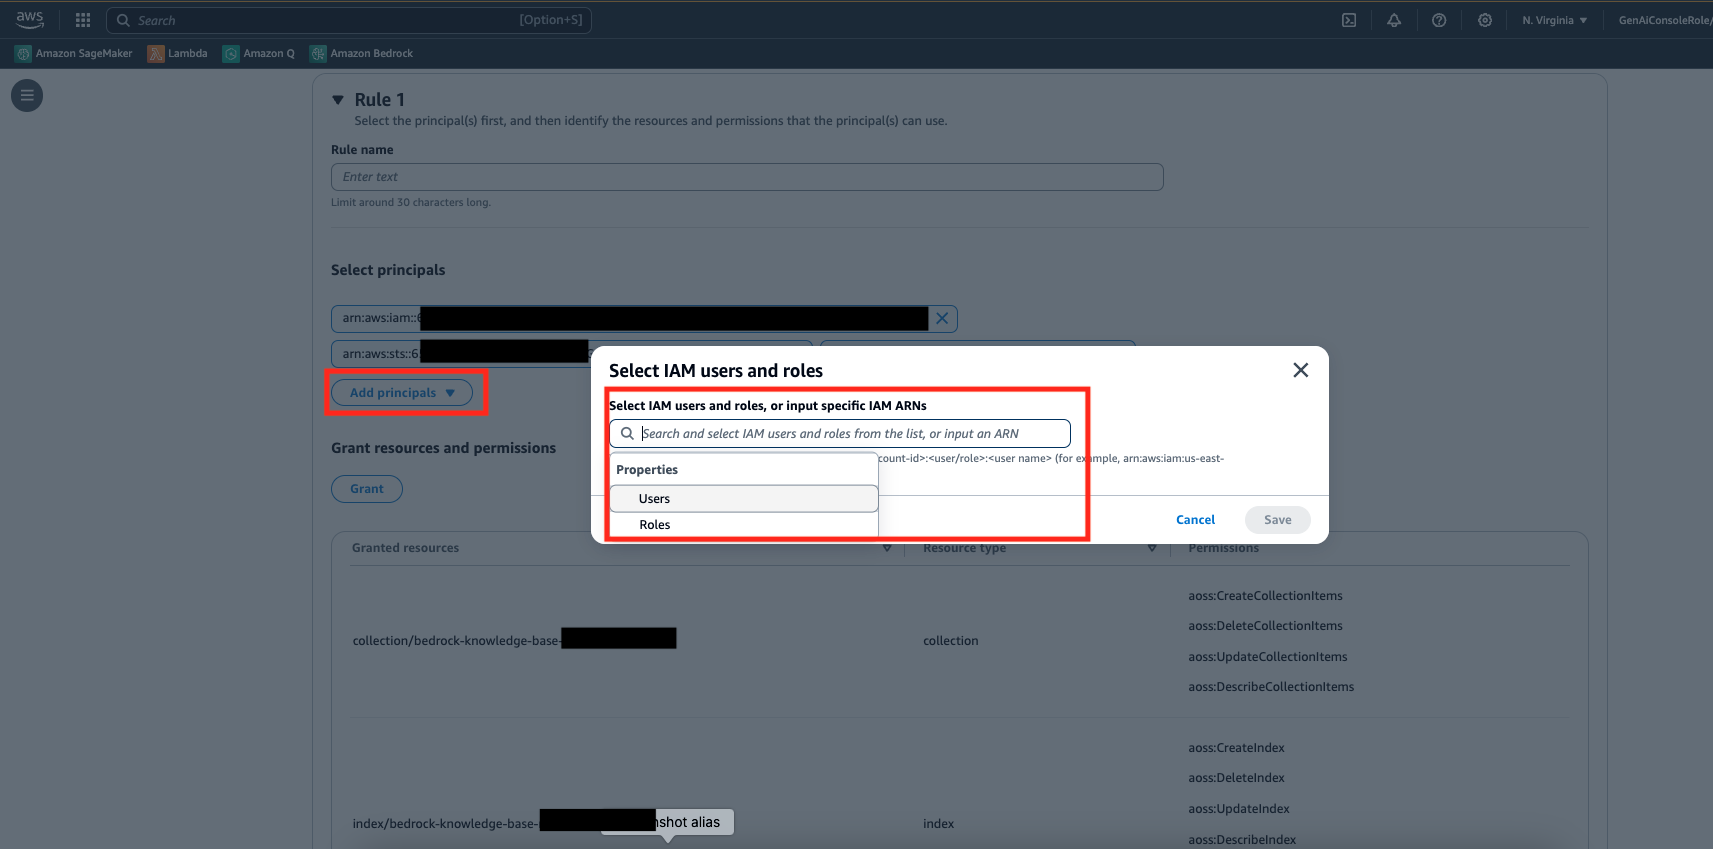 aws
Search
[Option+S]
N. Virginia
GenAiConsoleRole/
Amazon SageMaker
Lambda
Amazon Q
Amazon Bedrock
Rule 1
Select the principal(s) first, and then identify the resources and permissions that the principal(s) can use.
Rule name
Enter text
Limit around 30 characters long.
Select principals
arn:aws:iam::6
arn:aws:sts::6
Add principals
Select IAM users and roles
Select IAM users and roles, or input specific IAM ARNs
Search and select IAM users and roles from the list, or input an ARN
count-id>:<user/role>:<user name> (for example, arn:aws:iam:us-east-
Properties
Users
Roles
Cancel
Save
Grant resources and permissions
Grant
Granted resources
Resource type
Permissions
collection/bedrock-knowledge-base-
collection
aoss:CreateCollectionItems
aoss:DeleteCollectionItems
aoss:UpdateCollectionItems
aoss:DescribeCollectionItems
index/bedrock-knowledge-base-
index
aoss:CreateIndex
aoss:DeleteIndex
aoss:UpdateIndex
aoss:DescribeIndex
nshot alias